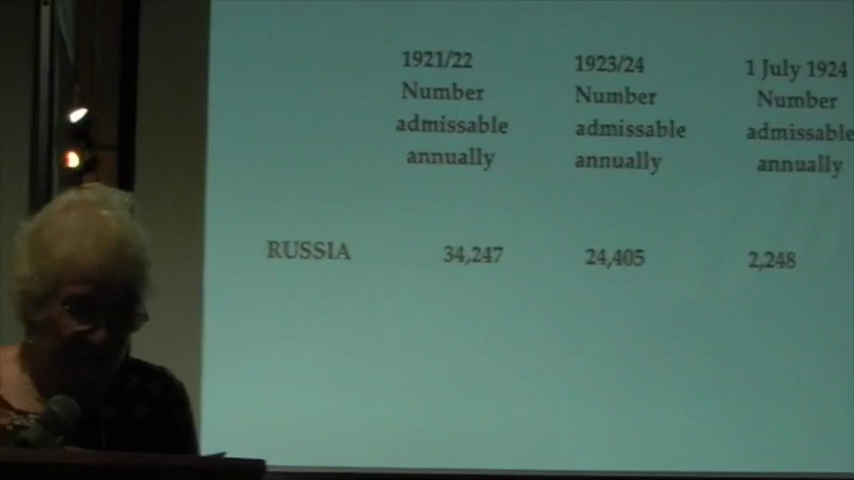 1921/22 1923/24 1 July 1924
Number Number Number
admissable admissable admissable
annually annually annually
RUSSIA 34,247 24,405 2,248